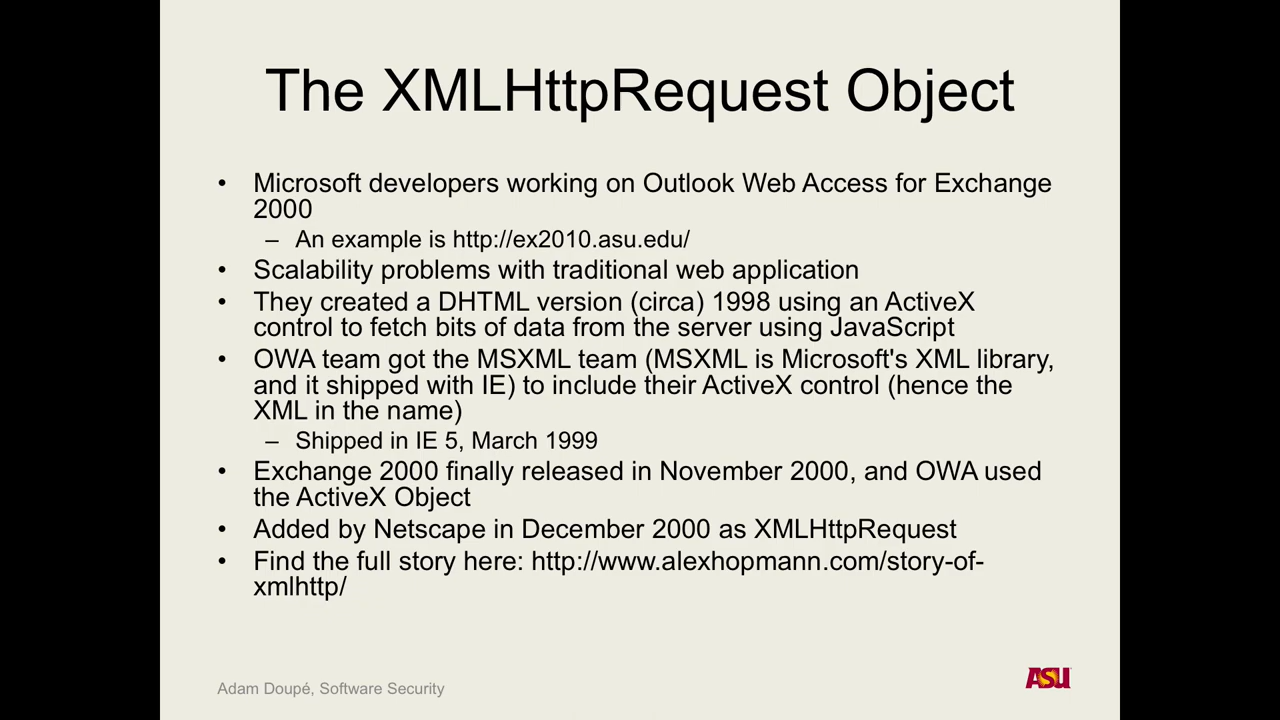 The XMLHttpRequest Object
• Microsoft developers working on Outlook Web Access for Exchange
2000
– An example is http://ex2010.asu.edu/
• Scalability problems with traditional web application
• They created a DHTML version (circa) 1998 using an ActiveX
control to fetch bits of data from the server using JavaScript
• OWA team got the MSXML team (MSXML is Microsoft's XML library,
and it shipped with IE) to include their ActiveX control (hence the
XML in the name)
– Shipped in IE 5, March 1999
• Exchange 2000 finally released in November 2000, and OWA used
the ActiveX Object
• Added by Netscape in December 2000 as XMLHttpRequest
• Find the full story here: http://www.alexhopmann.com/story-of-
xmlhttp/
Adam Doupé, Software Security
ASU